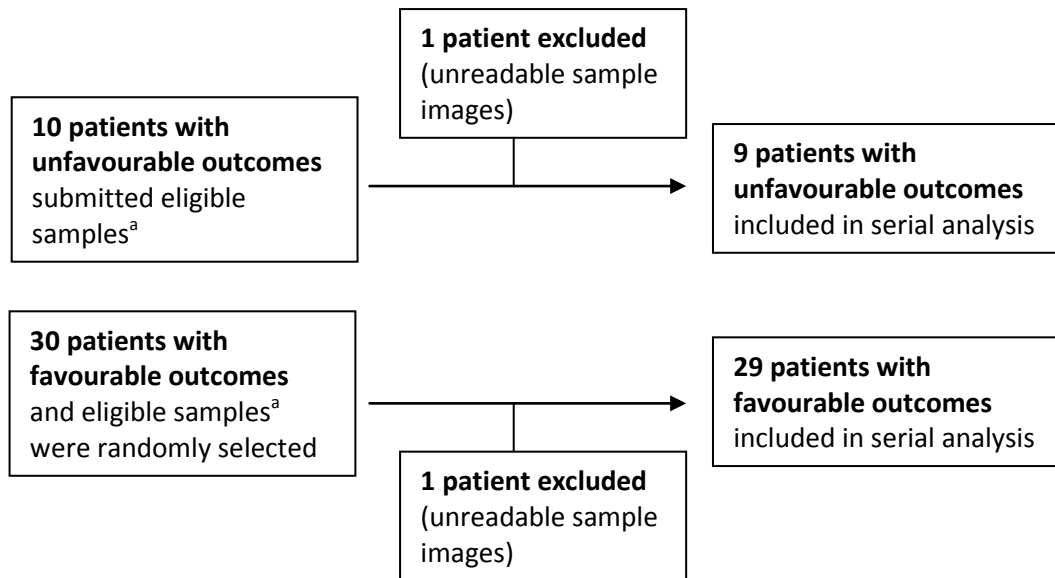 1 patient excluded
(unreadable sample
images)
10 patients with
unfavourable outcomes
submitted eligible
samplesᵃ
9 patients with
unfavourable outcomes
included in serial analysis
30 patients with
favourable outcomes
and eligible samplesᵃ
were randomly selected
29 patients with
favourable outcomes
included in serial analysis
1 patient excluded
(unreadable sample
images)